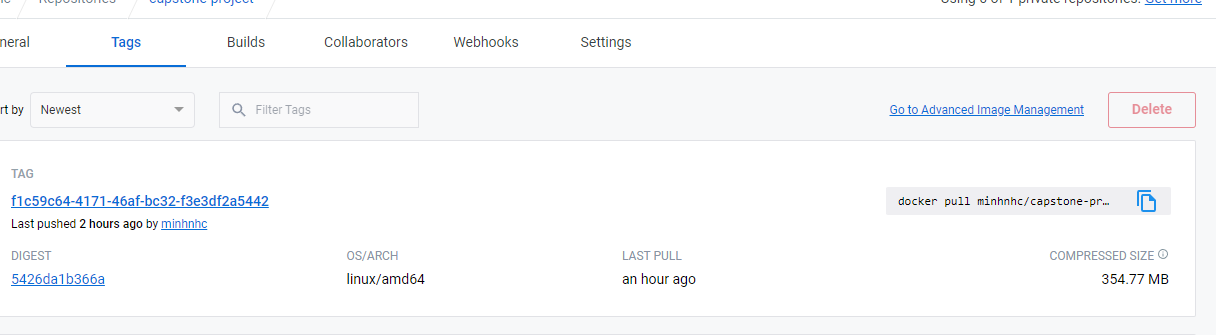 Repositories capstone-project Using 0 of 1 private repositories. Get more
neral Tags Builds Collaborators Webhooks Settings
rt by Newest Filter Tags Go to Advanced Image Management Delete
TAG
f1c59c64-4171-46af-bc32-f3e3df2a5442 docker pull minhnhc/capstone-pr…
Last pushed 2 hours ago by minhnhc
DIGEST OS/ARCH LAST PULL COMPRESSED SIZE
5426da1b366a linux/amd64 an hour ago 354.77 MB